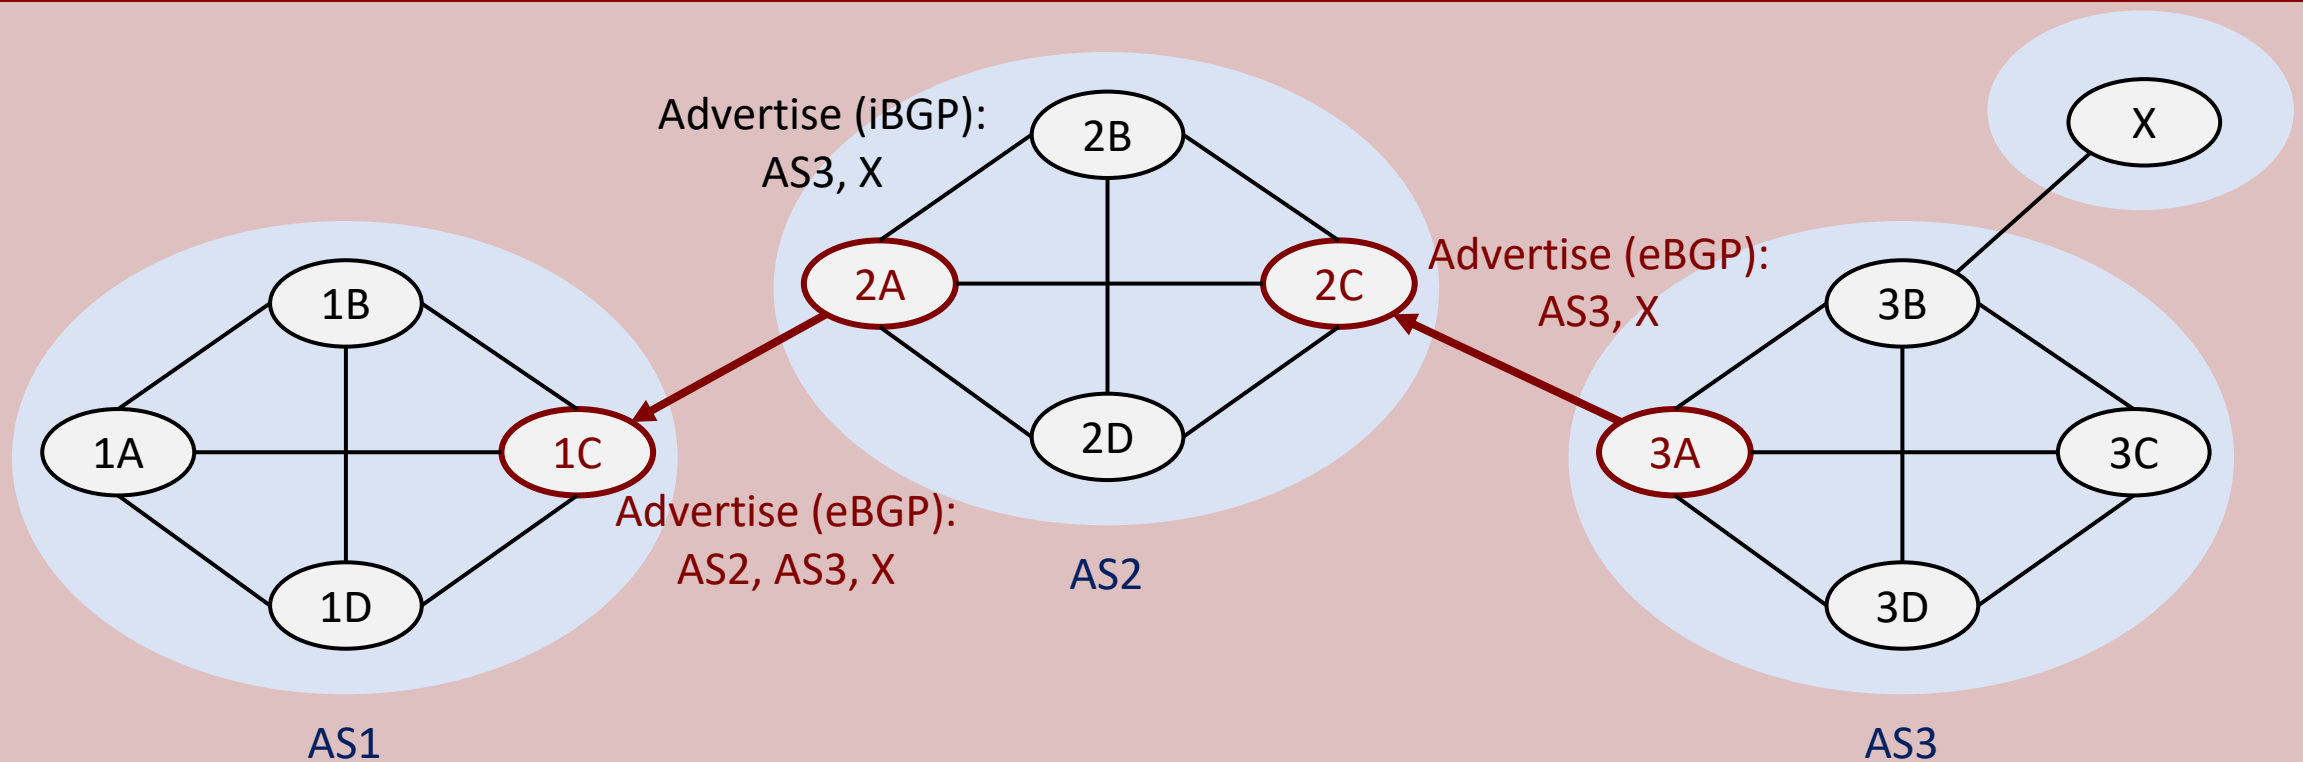 X
Advertise (iBGP):
AS3, X
2B
2A
2C
2D
AS2
Advertise (eBGP):
AS3, X
1B
1A
1C
1D
AS1
Advertise (eBGP):
AS2, AS3, X
3B
3A
3C
3D
AS3